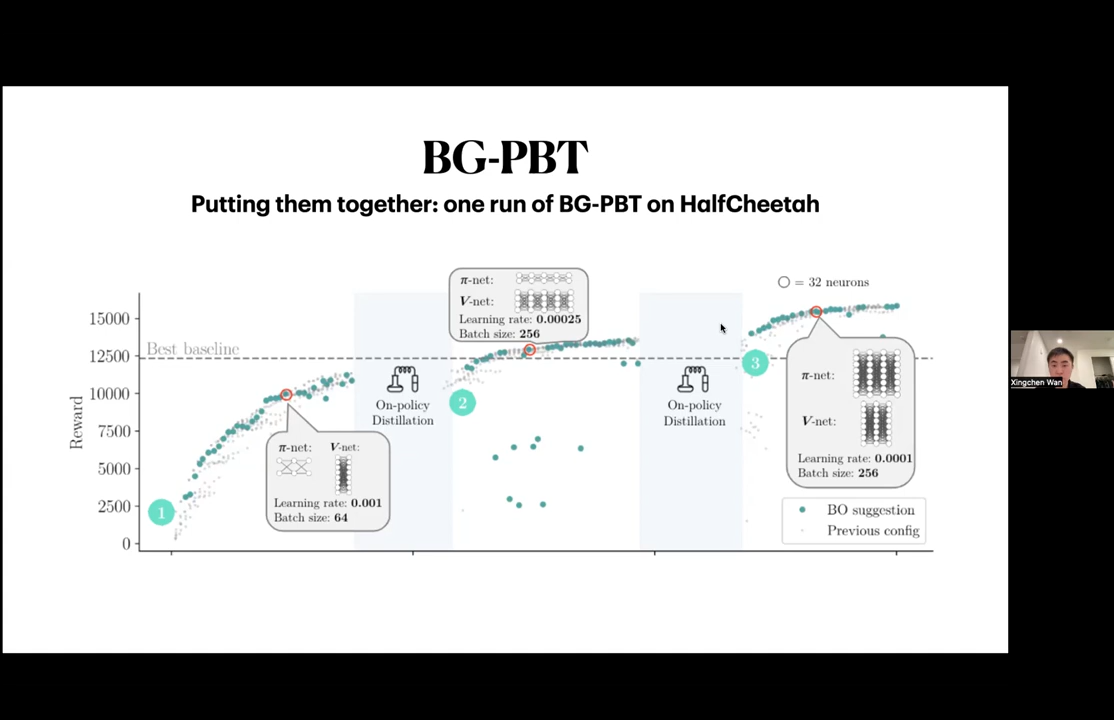 BG-PBT
Putting them together: one run of BG-PBT on HalfCheetah
Reward
15000
12500
10000
7500
5000
2500
0
Best baseline
1
π-net: V-net:
Learning rate: 0.001
Batch size: 64
On-policy
Distillation
2
π-net:
V-net:
Learning rate: 0.00025
Batch size: 256
On-policy
Distillation
3
= 32 neurons
π-net:
V-net:
Learning rate: 0.0001
Batch size: 256
BO suggestion
Previous config
Xingchen Wan